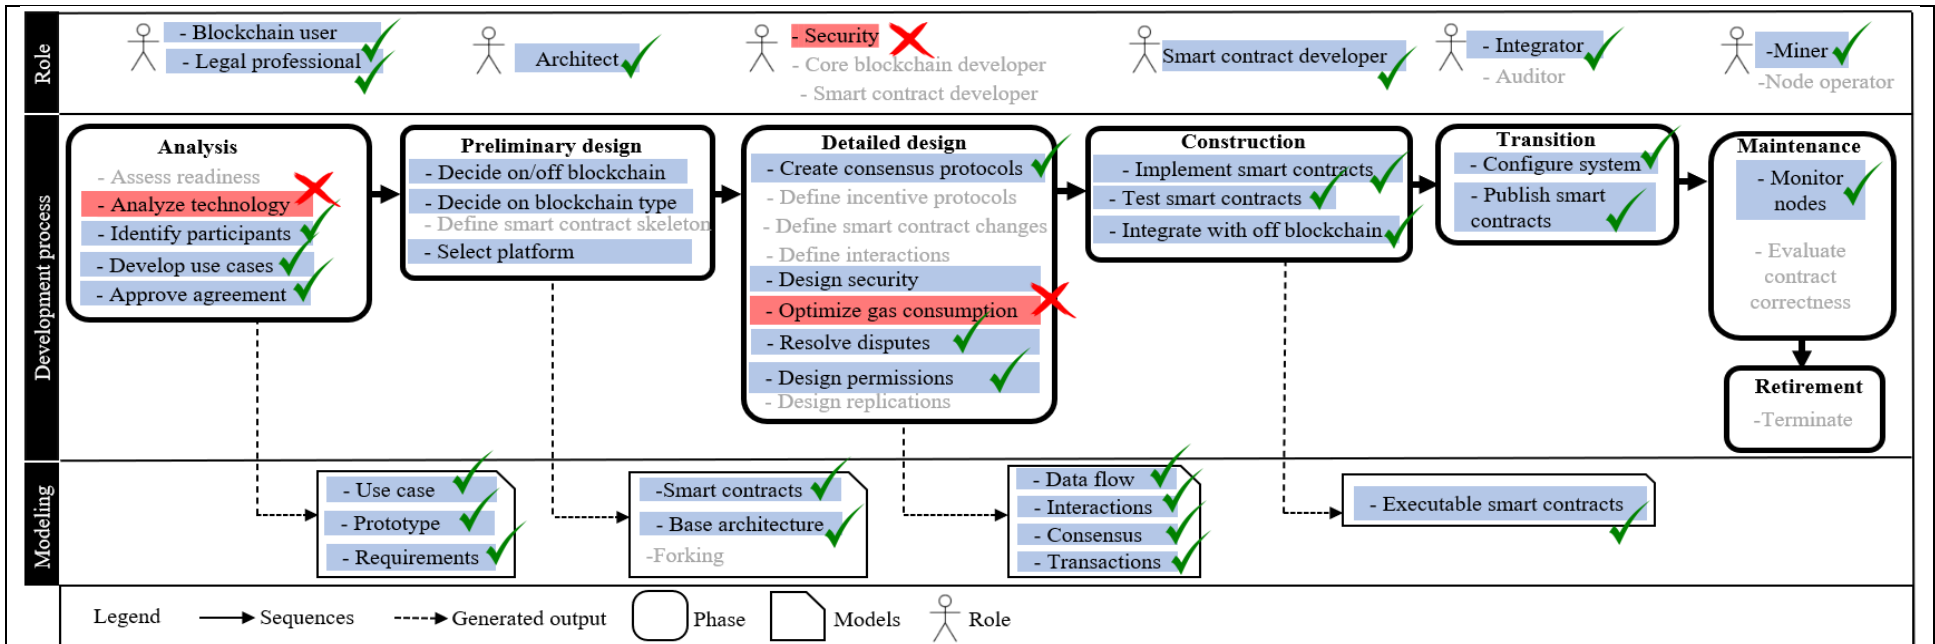 Role
- Blockchain user
- Legal professional
Architect
- Security
- Core blockchain developer
- Smart contract developer
Smart contract developer
- Integrator
- Auditor
-Miner
-Node operator
Development process
Analysis
- Assess readiness
- Analyze technology
- Identify participants
- Develop use cases
- Approve agreement
Preliminary design
- Decide on/off blockchain
- Decide on blockchain type
- Define smart contract skeleton
- Select platform
Detailed design
- Create consensus protocols
- Define incentive protocols
- Define smart contract changes
- Define interactions
- Design security
- Optimize gas consumption
- Resolve disputes
- Design permissions
- Design replications
Construction
- Implement smart contracts
- Test smart contracts
- Integrate with off blockchain
Transition
- Configure system
- Publish smart
contracts
Maintenance
- Monitor
nodes
- Evaluate
contract
correctness
Retirement
-Terminate
Modeling
- Use case
- Prototype
- Requirements
-Smart contracts
- Base architecture
-Forking
- Data flow
- Interactions
- Consensus
- Transactions
- Executable smart contracts
Legend
Sequences
Generated output
Phase
Models
Role